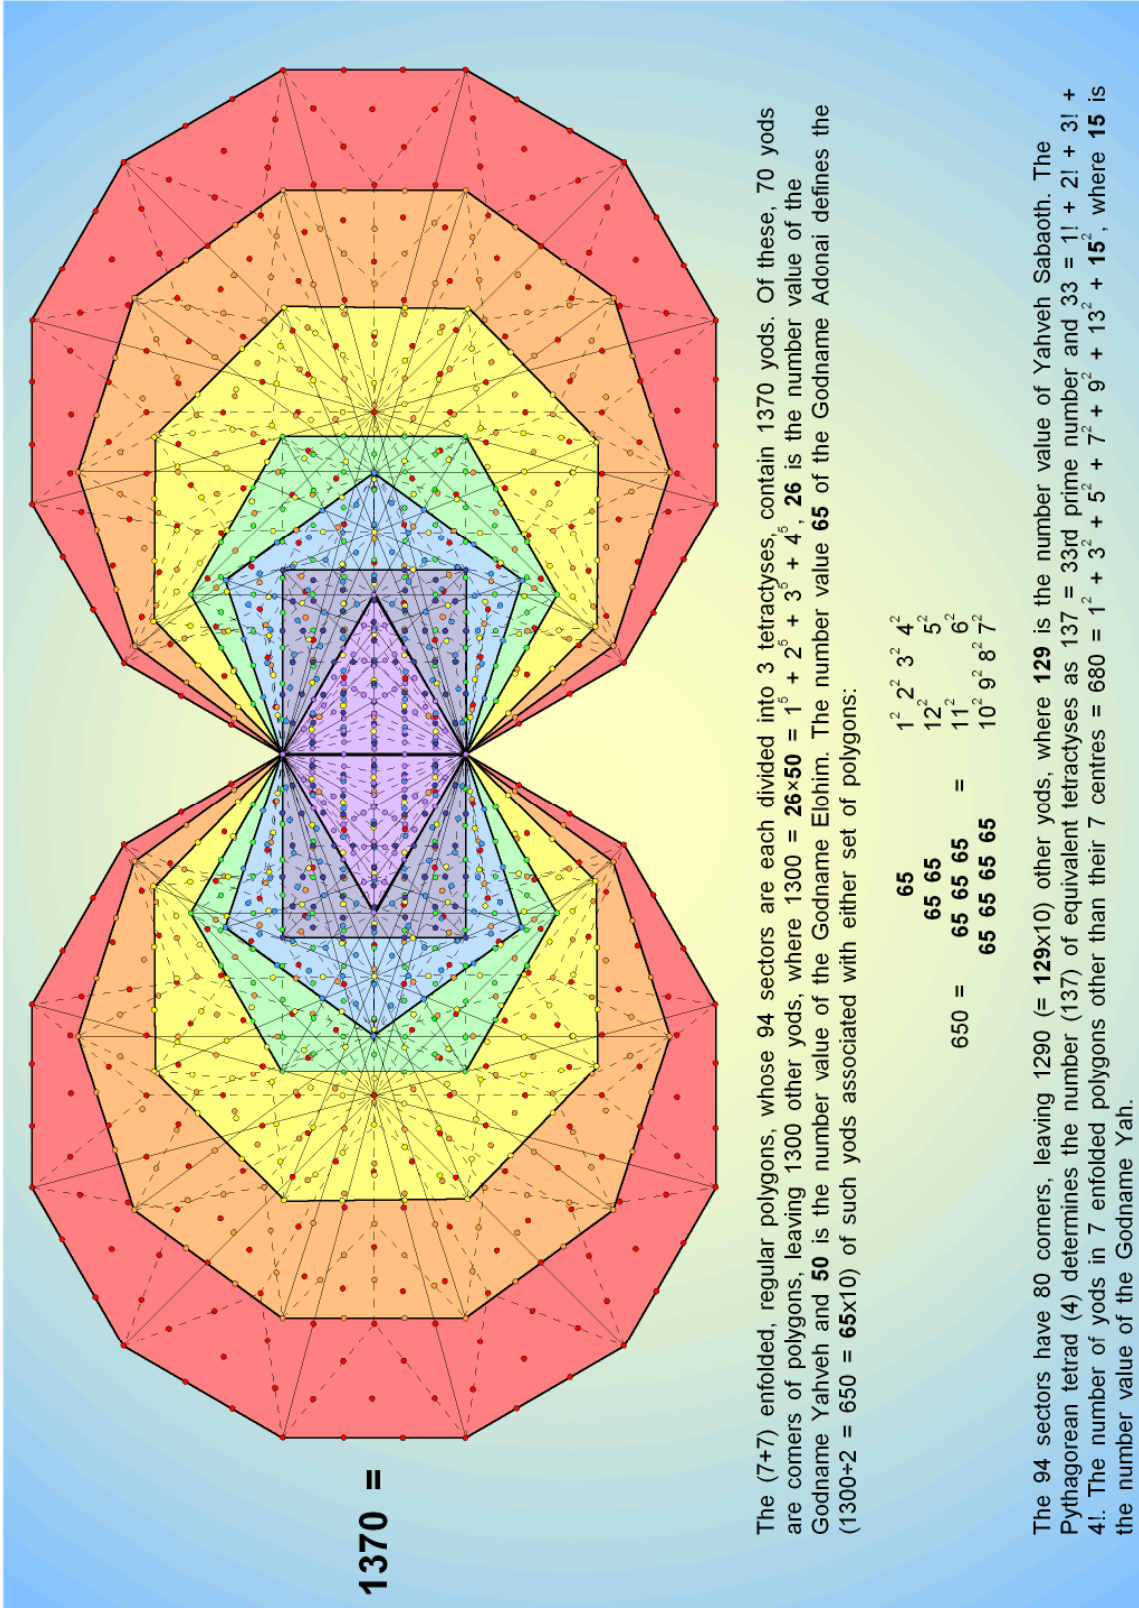 1370 =
The (7+7) enfolded, regular polygons, whose 94 sectors are each divided into 3 tetractyses, contain 1370 yods. Of these, 70 yods
are corners of polygons, leaving 1300 other yods, where 1300 = 26×50 = 1⁵ + 2⁵ + 3⁵ + 4⁵, 26 is the number value of the
Godname Yahveh and 50 is the number value of the Godname Elohim. The number value 65 of the Godname Adonai defines the
(1300÷2 = 650 = 65x10) of such yods associated with either set of polygons:
65 1² 2² 3² 4²
65 65 12² 5²
650 = 65 65 65 = 11² 6²
65 65 65 65 10² 9² 8² 7²
The 94 sectors have 80 corners, leaving 1290 (= 129x10) other yods, where 129 is the number value of Yahveh Sabaoth. The
Pythagorean tetrad (4) determines the number (137) of equivalent tetractyses as 137 = 33rd prime number and 33 = 1! + 2! + 3! +
4!. The number of yods in 7 enfolded polygons other than their 7 centres = 680 = 1² + 3² + 5² + 7² + 9² + 13² + 15², where 15 is
the number value of the Godname Yah.